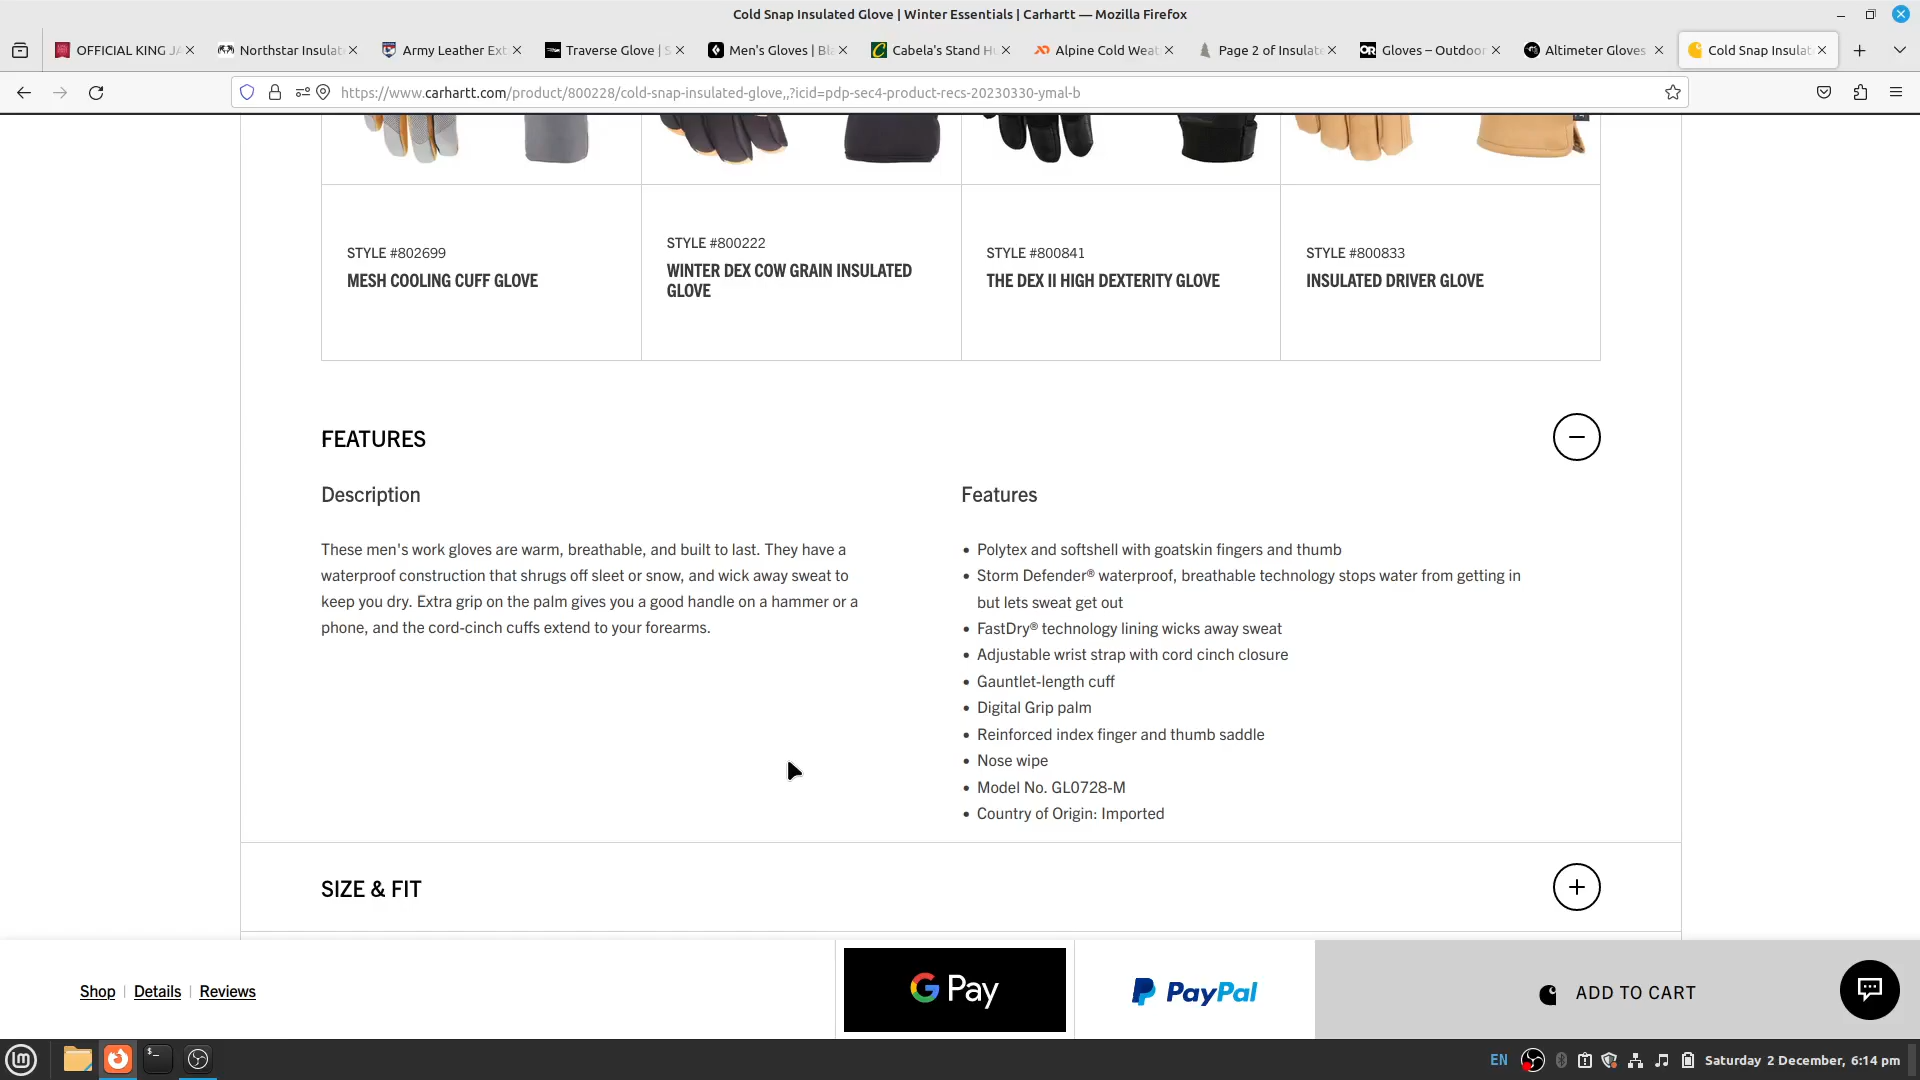 Cold Snap Insulated Glove | Winter Essentials | Carhartt — Mozilla Firefox
OFFICIAL KING JA
Northstar Insulat
Army Leather Ext
Traverse Glove | S
Men's Gloves | Bla
Cabela's Stand Hu
Alpine Cold Weat
Page 2 of Insulate
Gloves – Outdoor
Altimeter Gloves
Cold Snap Insulat
https://www.carhartt.com/product/800228/cold-snap-insulated-glove,,?icid=pdp-sec4-product-recs-20230330-ymal-b
STYLE #802699
MESH COOLING CUFF GLOVE
STYLE #800222
WINTER DEX COW GRAIN INSULATED
GLOVE
STYLE #800841
THE DEX II HIGH DEXTERITY GLOVE
STYLE #800833
INSULATED DRIVER GLOVE
FEATURES
Description
These men's work gloves are warm, breathable, and built to last. They have a
waterproof construction that shrugs off sleet or snow, and wick away sweat to
keep you dry. Extra grip on the palm gives you a good handle on a hammer or a
phone, and the cord-cinch cuffs extend to your forearms.
Features
• Polytex and softshell with goatskin fingers and thumb
• Storm Defender® waterproof, breathable technology stops water from getting in
but lets sweat get out
• FastDry® technology lining wicks away sweat
• Adjustable wrist strap with cord cinch closure
• Gauntlet-length cuff
• Digital Grip palm
• Reinforced index finger and thumb saddle
• Nose wipe
• Model No. GL0728-M
• Country of Origin: Imported
SIZE & FIT
Shop | Details | Reviews
G Pay
PayPal
ADD TO CART
EN
Saturday 2 December, 6:14 pm